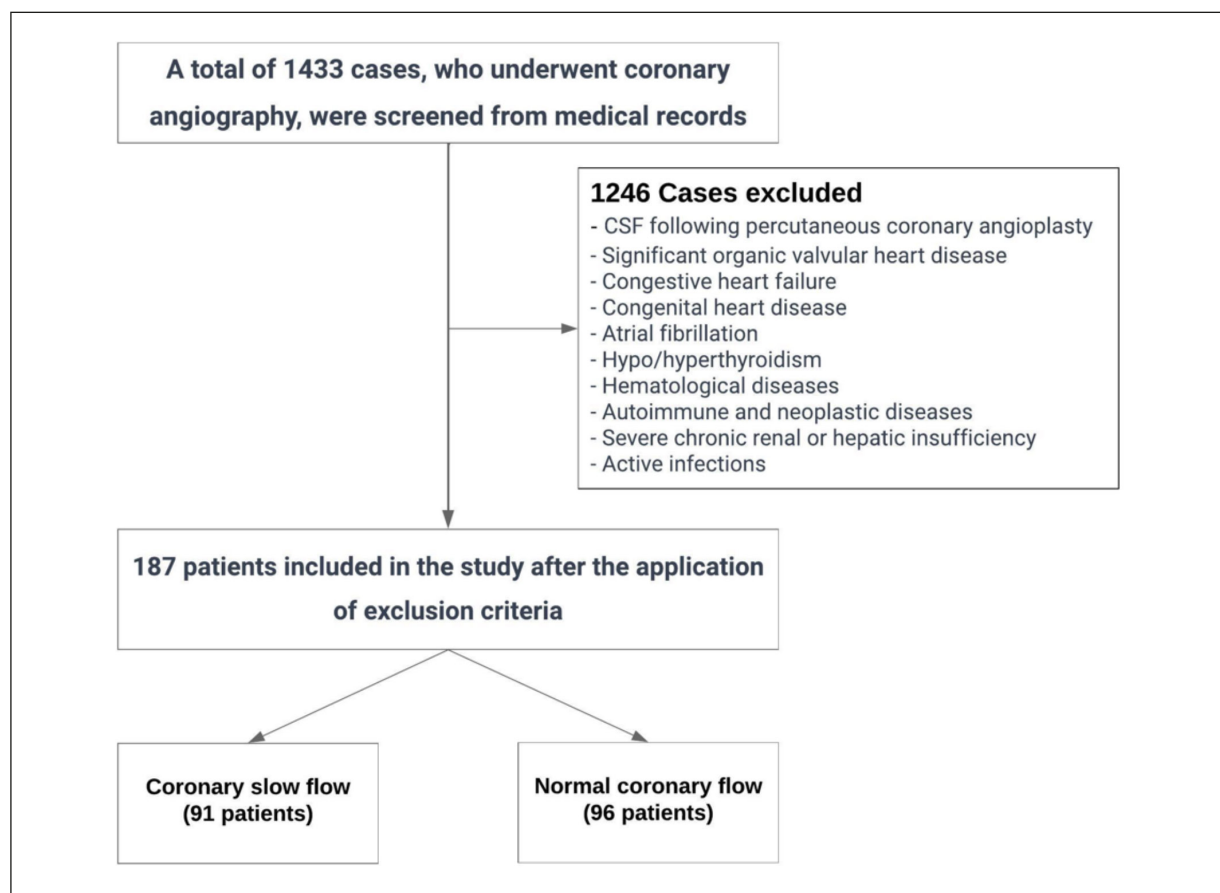 A total of 1433 cases, who underwent coronary
angiography, were screened from medical records
1246 Cases excluded
- CSF following percutaneous coronary angioplasty
- Significant organic valvular heart disease
- Congestive heart failure
- Congenital heart disease
- Atrial fibrillation
- Hypo/hyperthyroidism
- Hematological diseases
- Autoimmune and neoplastic diseases
- Severe chronic renal or hepatic insufficiency
- Active infections
187 patients included in the study after the application
of exclusion criteria
Coronary slow flow
(91 patients)
Normal coronary flow
(96 patients)